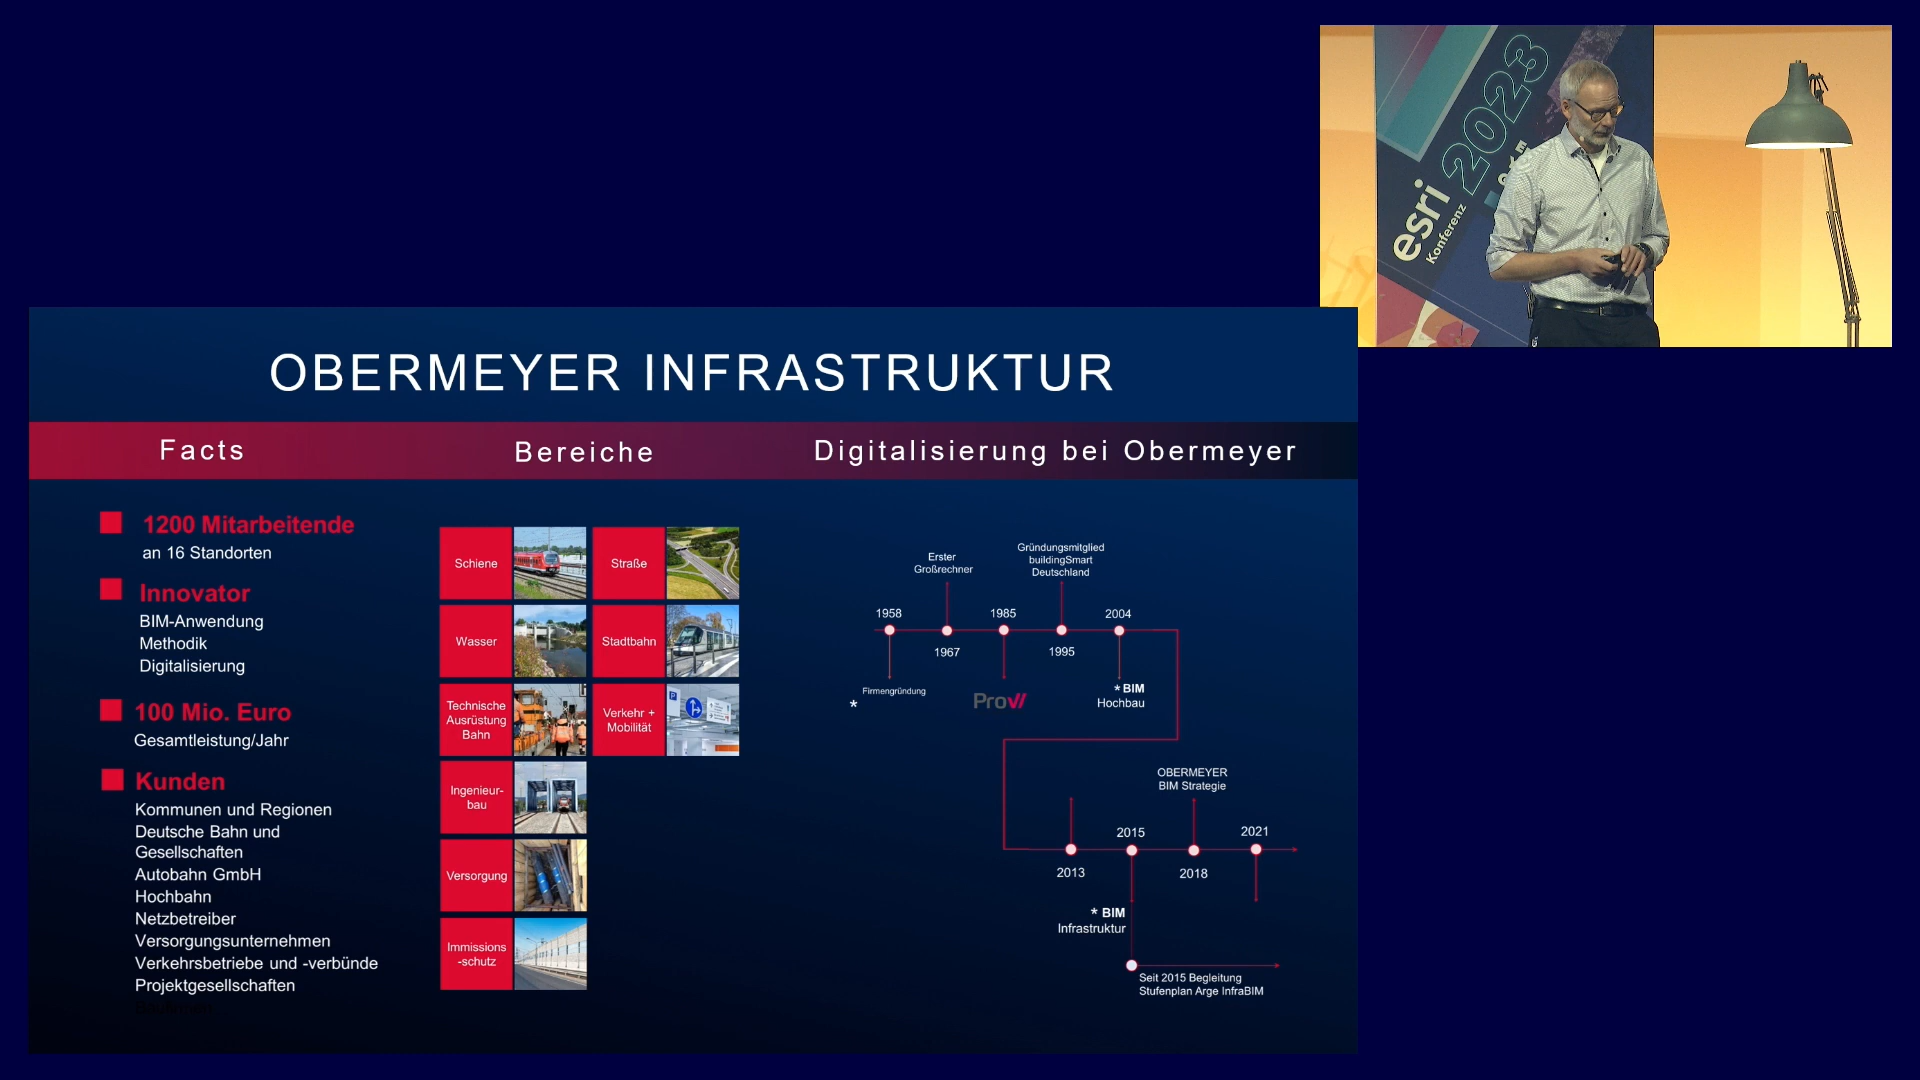 esri 2023
Konferenz
OBERMEYER INFRASTRUKTUR
Facts
Bereiche
Digitalisierung bei Obermeyer
1200 Mitarbeitende
an 16 Standorten
Innovator
BIM-Anwendung
Methodik
Digitalisierung
100 Mio. Euro
Gesamtleistung/Jahr
Kunden
Kommunen und Regionen
Deutsche Bahn und
Gesellschaften
Autobahn GmbH
Hochbahn
Netzbetreiber
Versorgungsunternehmen
Verkehrsbetriebe und -verbünde
Projektgesellschaften
Schiene
Straße
Wasser
Stadtbahn
Technische
Ausrüstung
Bahn
Verkehr +
Mobilität
Ingenieur-
bau
Versorgung
Immissions
-schutz
Erster
Großrechner
Gründungsmitglied
buildingSmart
Deutschland
1958
1985
2004
1967
1995
* Firmengründung
ProVI
* BIM
Hochbau
OBERMEYER
BIM Strategie
2015
2021
2013
2018
* BIM
Infrastruktur
Seit 2015 Begleitung
Stufenplan Arge InfraBIM